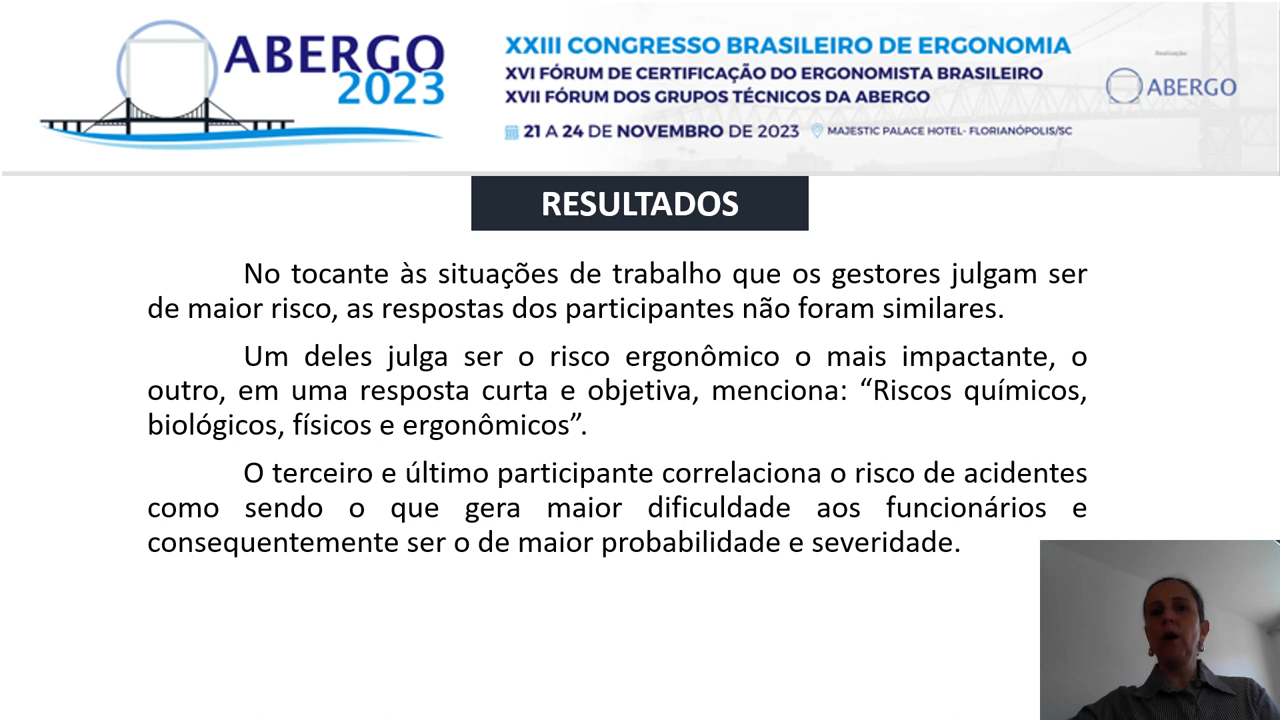 ABERGO
2023
XXIII CONGRESSO BRASILEIRO DE ERGONOMIA
XVI FÓRUM DE CERTIFICAÇÃO DO ERGONOMISTA BRASILEIRO
XVII FÓRUM DOS GRUPOS TÉCNICOS DA ABERGO
21 A 24 DE NOVEMBRO DE 2023 MAJESTIC PALACE HOTEL- FLORIANÓPOLIS/SC
Realização:
ABERGO
RESULTADOS
No tocante às situações de trabalho que os gestores julgam ser
de maior risco, as respostas dos participantes não foram similares.
Um deles julga ser o risco ergonômico o mais impactante, o
outro, em uma resposta curta e objetiva, menciona: “Riscos químicos,
biológicos, físicos e ergonômicos”.
O terceiro e último participante correlaciona o risco de acidentes
como sendo o que gera maior dificuldade aos funcionários e
consequentemente ser o de maior probabilidade e severidade.